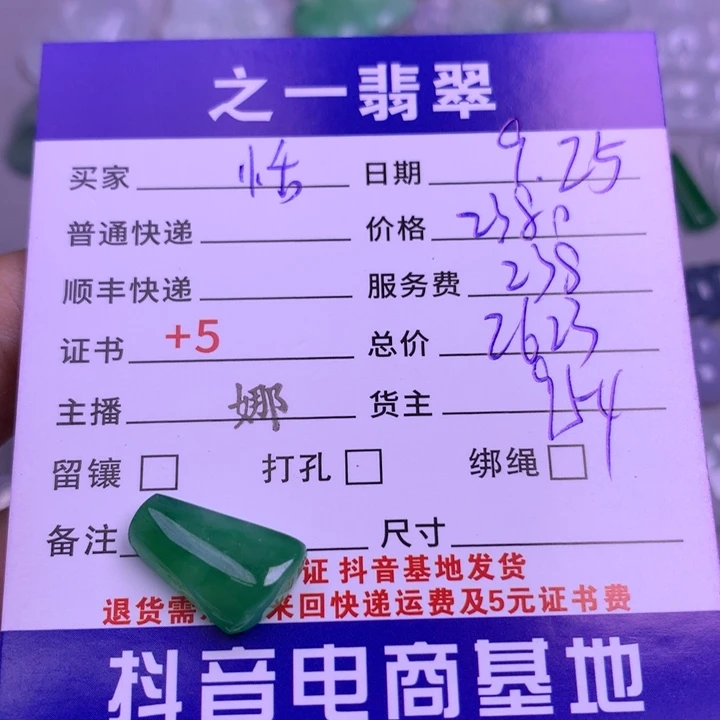 之一翡翠
买家 恬 日期 9.25
普通快递 价格 2380
顺丰快递 服务费 238
证书 +5 总价 2623
主播 娜 货主 954
留镶 打孔 绑绳
备注 尺寸
证 抖音基地发货
退货需 来回快递运费及5元证书费
抖音电商基地